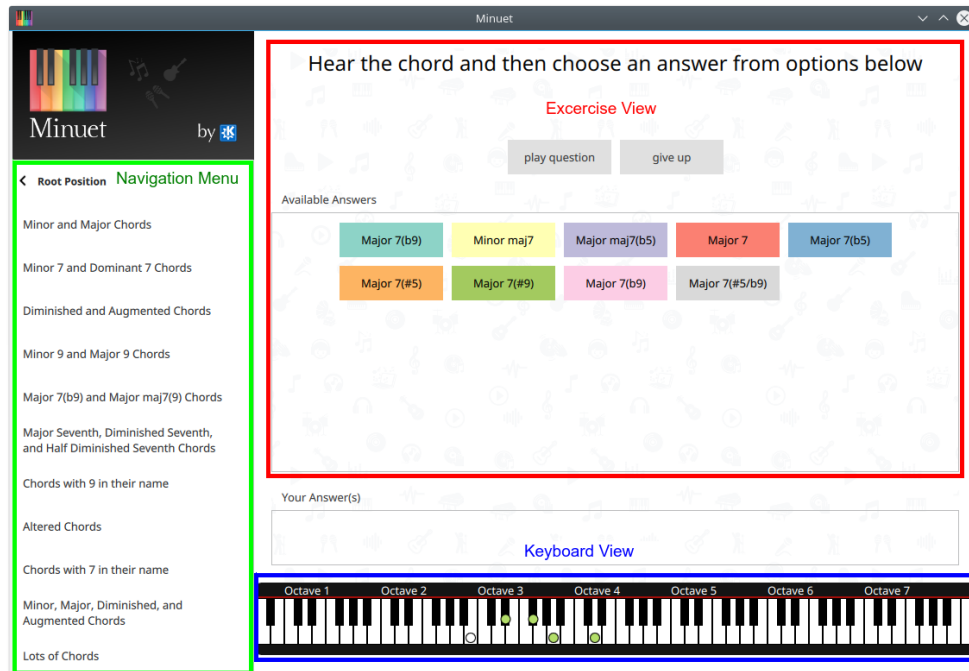 Minuet
Minuet
by K
Root Position
Navigation Menu
Minor and Major Chords
Minor 7 and Dominant 7 Chords
Diminished and Augmented Chords
Minor 9 and Major 9 Chords
Major 7(b9) and Major maj7(9) Chords
Major Seventh, Diminished Seventh,
and Half Diminished Seventh Chords
Chords with 9 in their name
Altered Chords
Chords with 7 in their name
Minor, Major, Diminished, and
Augmented Chords
Lots of Chords
Hear the chord and then choose an answer from options below
Excercise View
play question
give up
Available Answers
Major 7(b9)
Minor maj7
Major maj7(b5)
Major 7
Major 7(b5)
Major 7(#5)
Major 7(#9)
Major 7(b9)
Major 7(#5/b9)
Your Answer(s)
Keyboard View
Octave 1
Octave 2
Octave 3
Octave 4
Octave 5
Octave 6
Octave 7